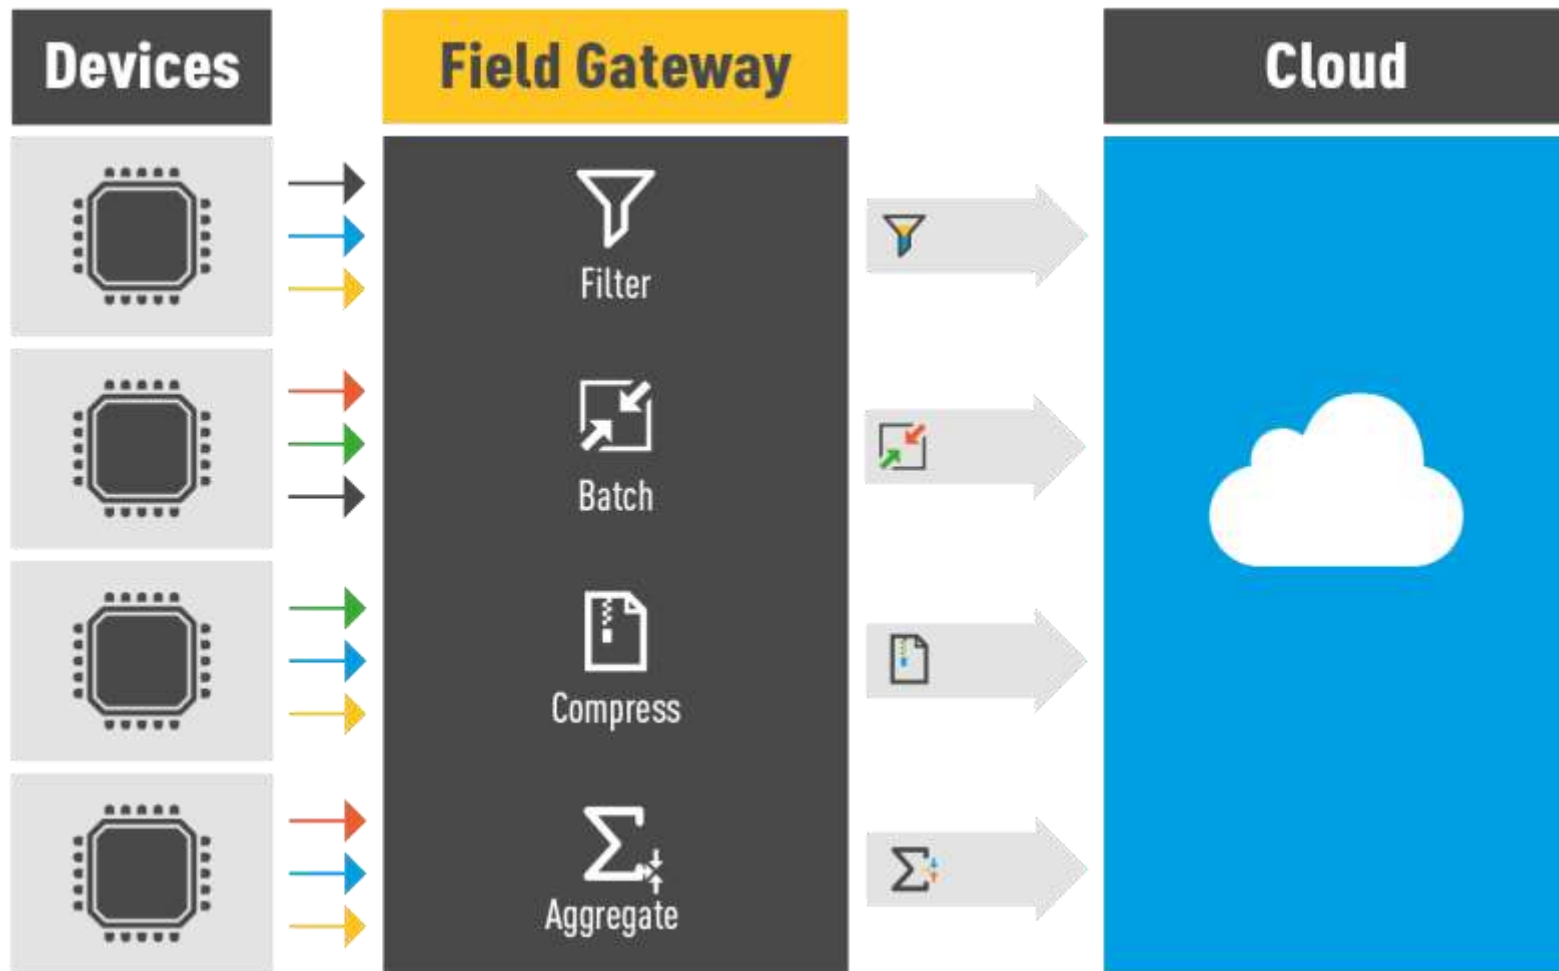 Devices
Field Gateway
Cloud
Filter
Batch
Compress
Aggregate